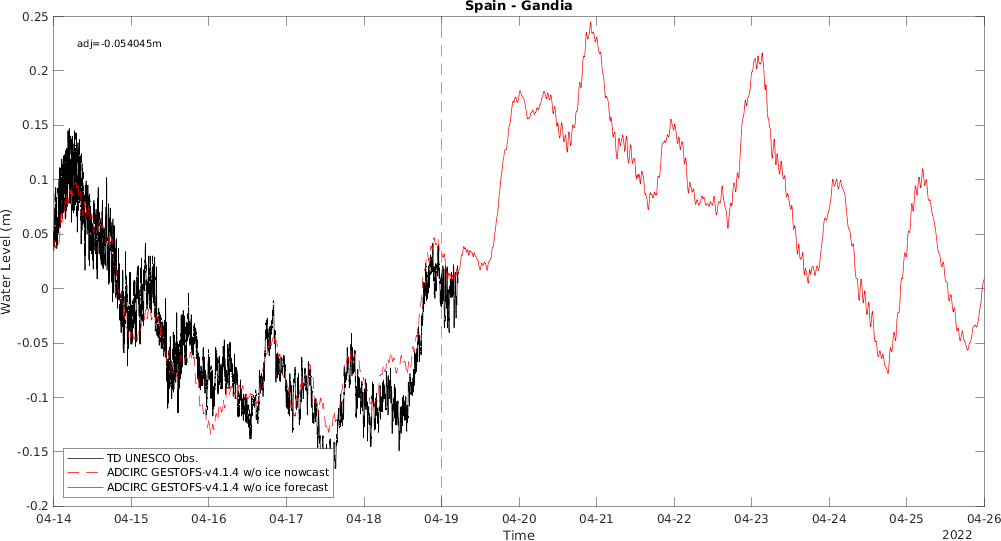 Spain - Gandia
adj=-0.054045m
0.25
0.2
0.15
0.1
0.05
0
-0.05
-0.1
-0.15
-0.2
Water Level (m)
TD UNESCO Obs.
ADCIRC GESTOFS-v4.1.4 w/o ice nowcast
ADCIRC GESTOFS-v4.1.4 w/o ice forecast
04-14 04-15 04-16 04-17 04-18 04-19 04-20 04-21 04-22 04-23 04-24 04-25 04-26
Time
2022